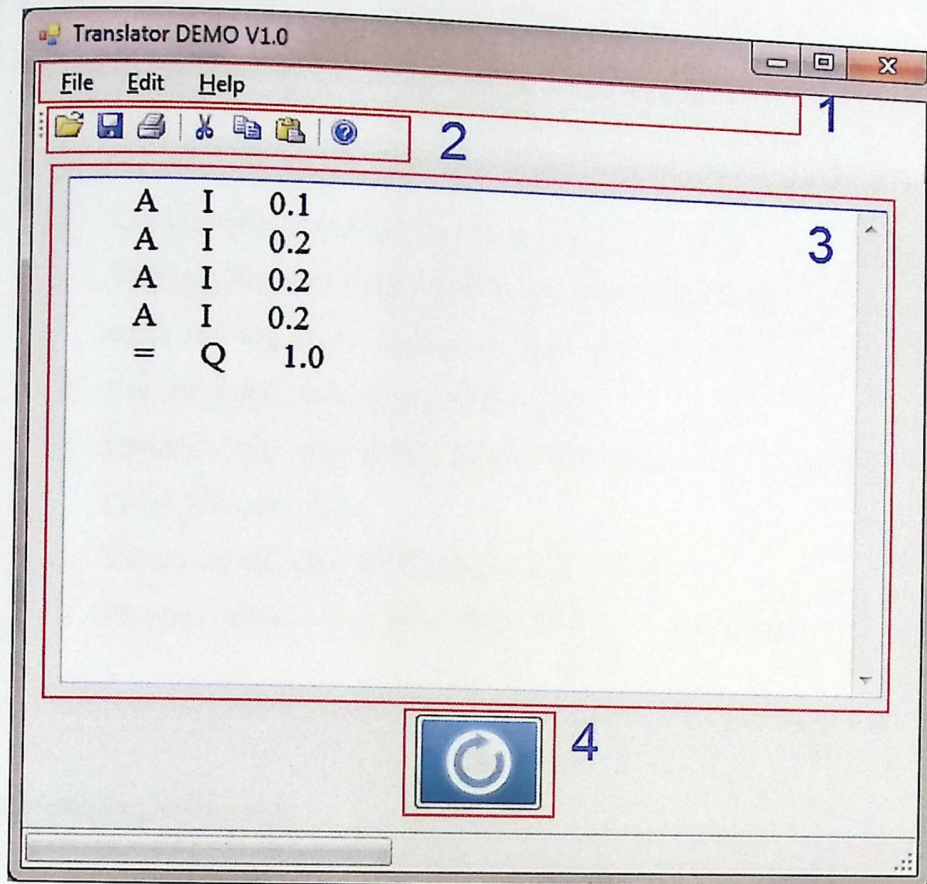 Translator DEMO V1.0
File Edit Help
1
2
3
A I 0.1
A I 0.2
A I 0.2
A I 0.2
= Q 1.0
4